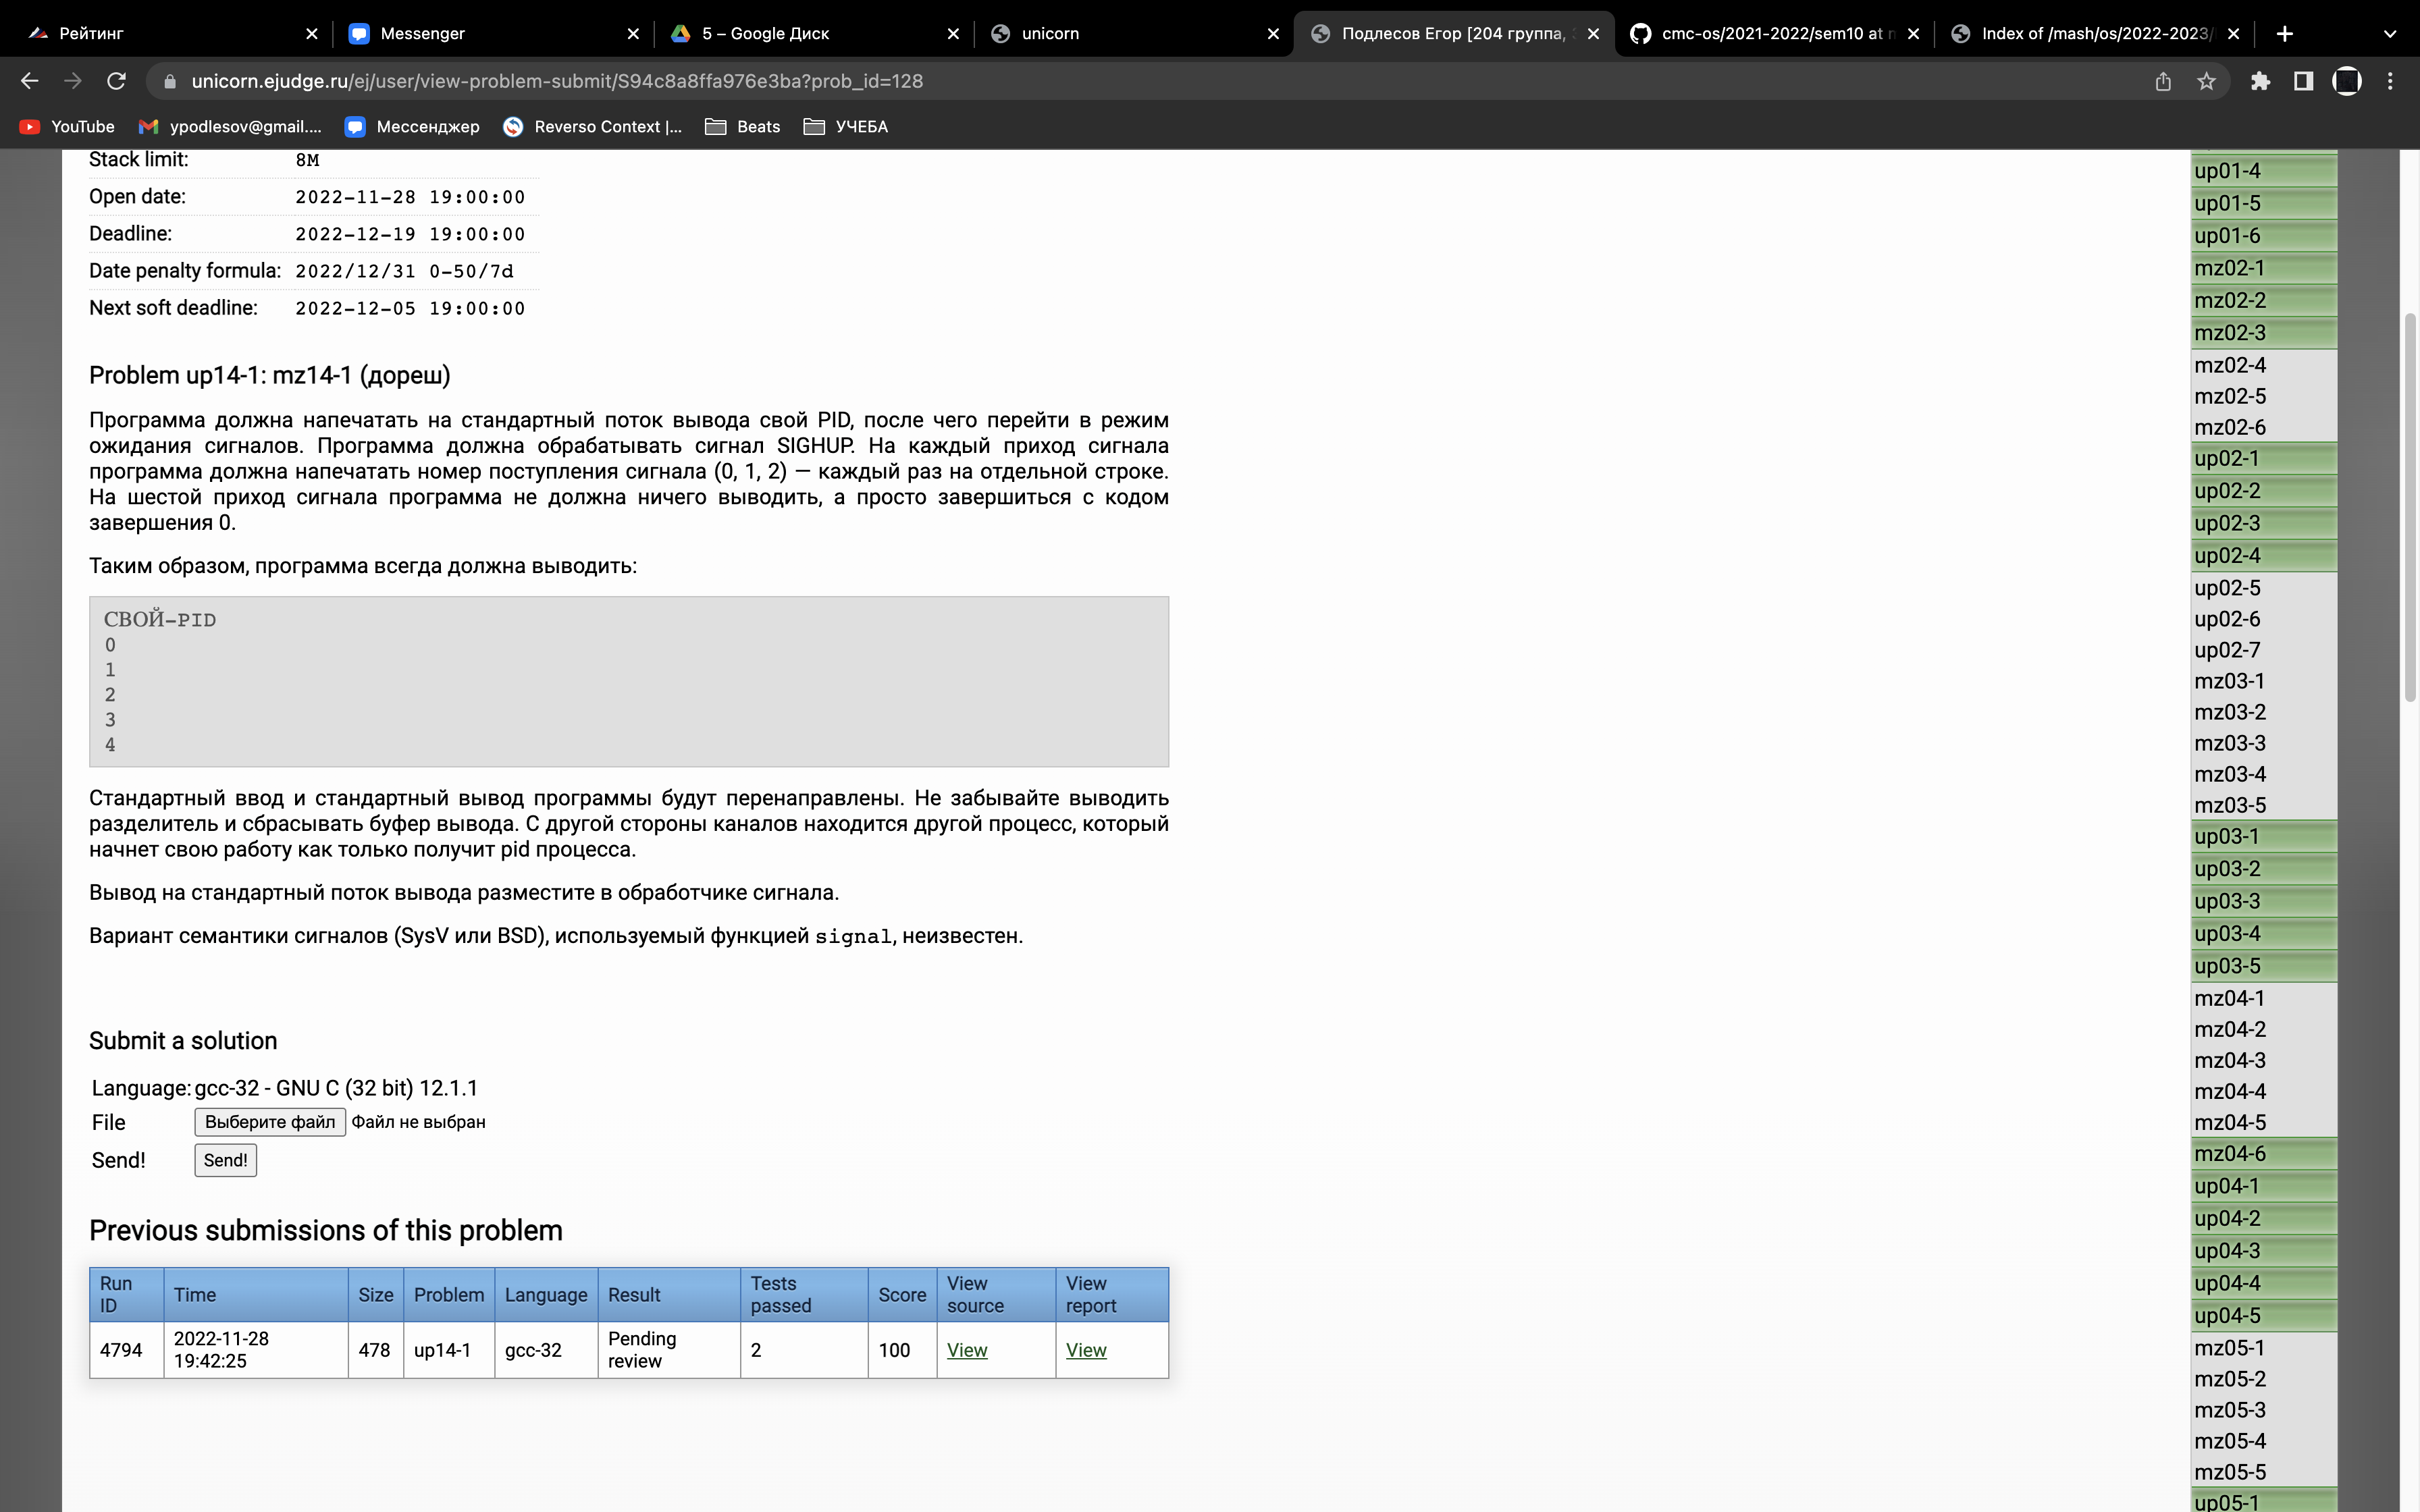 Рейтинг
Messenger
5 – Google Диск
unicorn
Подлесов Егор [204 группа,
cmc-os/2021-2022/sem10 at
Index of /mash/os/2022-2023/
unicorn.ejudge.ru/ej/user/view-problem-submit/S94c8a8ffa976e3ba?prob_id=128
YouTube
ypodlesov@gmail....
Мессенджер
Reverso Context |...
Beats
УЧЕБА
Stack limit: 8M
Open date: 2022-11-28 19:00:00
Deadline: 2022-12-19 19:00:00
Date penalty formula: 2022/12/31 0-50/7d
Next soft deadline: 2022-12-05 19:00:00
Problem up14-1: mz14-1 (дореш)
Программа должна напечатать на стандартный поток вывода свой PID, после чего перейти в режим
ожидания сигналов. Программа должна обрабатывать сигнал SIGHUP. На каждый приход сигнала
программа должна напечатать номер поступления сигнала (0, 1, 2) — каждый раз на отдельной строке.
На шестой приход сигнала программа не должна ничего выводить, а просто завершиться с кодом
завершения 0.
Таким образом, программа всегда должна выводить:
СВОЙ-PID
0
1
2
3
4
Стандартный ввод и стандартный вывод программы будут перенаправлены. Не забывайте выводить
разделитель и сбрасывать буфер вывода. С другой стороны каналов находится другой процесс, который
начнет свою работу как только получит pid процесса.
Вывод на стандартный поток вывода разместите в обработчике сигнала.
Вариант семантики сигналов (SysV или BSD), используемый функцией signal, неизвестен.
Submit a solution
Language: gcc-32 - GNU C (32 bit) 12.1.1
File Выберите файл Файл не выбран
Send! Send!
Previous submissions of this problem
Run ID Time Size Problem Language Result Tests passed Score View source View report
4794 2022-11-28 19:42:25 478 up14-1 gcc-32 Pending review 2 100 View View
up01-4
up01-5
up01-6
mz02-1
mz02-2
mz02-3
mz02-4
mz02-5
mz02-6
up02-1
up02-2
up02-3
up02-4
up02-5
up02-6
up02-7
mz03-1
mz03-2
mz03-3
mz03-4
mz03-5
up03-1
up03-2
up03-3
up03-4
up03-5
mz04-1
mz04-2
mz04-3
mz04-4
mz04-5
mz04-6
up04-1
up04-2
up04-3
up04-4
up04-5
mz05-1
mz05-2
mz05-3
mz05-4
mz05-5
up05-1